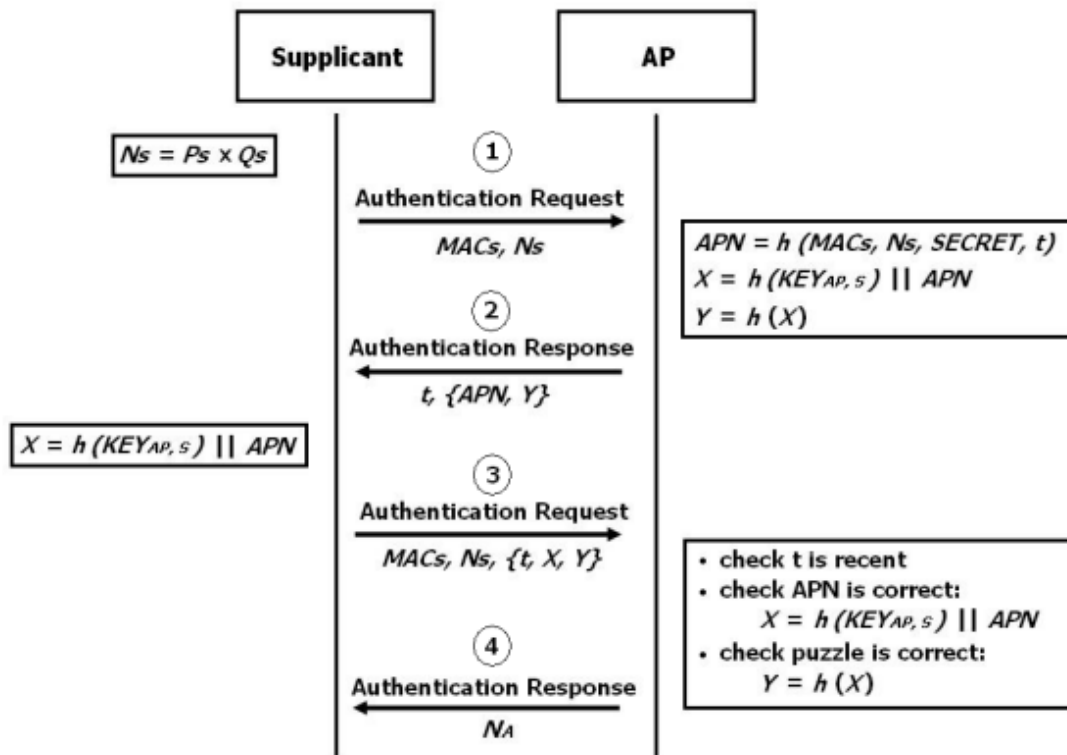 Supplicant
AP
Ns = Ps x Qs
1
Authentication Request
MACs, Ns
APN = h (MACs, Ns, SECRET, t)
X = h (KEYAP, S) || APN
Y = h (X)
2
Authentication Response
t, {APN, Y}
X = h (KEYAP, S) || APN
3
Authentication Request
MACs, Ns, {t, X, Y}
• check t is recent
• check APN is correct:
X = h (KEYAP, S) || APN
• check puzzle is correct:
Y = h (X)
4
Authentication Response
NA